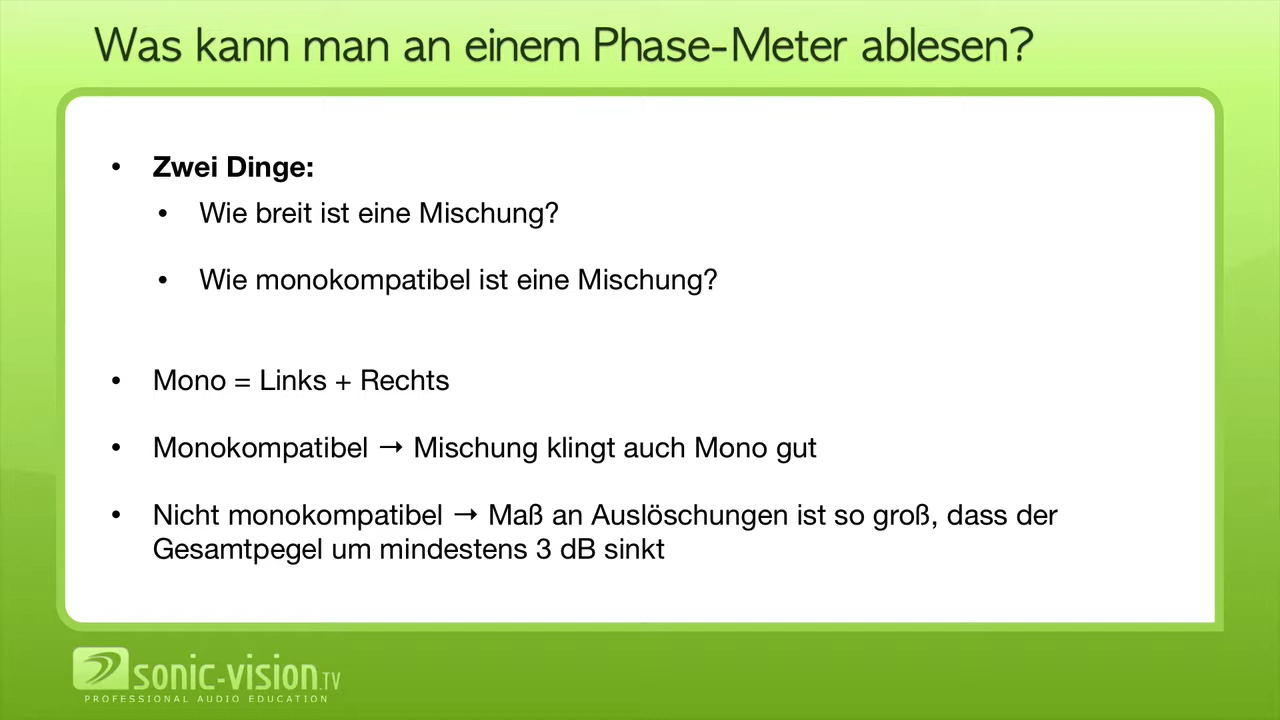 Was kann man an einem Phase-Meter ablesen?
• Zwei Dinge:
• Wie breit ist eine Mischung?
• Wie monokompatibel ist eine Mischung?
• Mono = Links + Rechts
• Monokompatibel → Mischung klingt auch Mono gut
• Nicht monokompatibel → Maß an Auslöschungen ist so groß, dass der
Gesamtpegel um mindestens 3 dB sinkt
sonic-vision.TV
PROFESSIONAL AUDIO EDUCATION